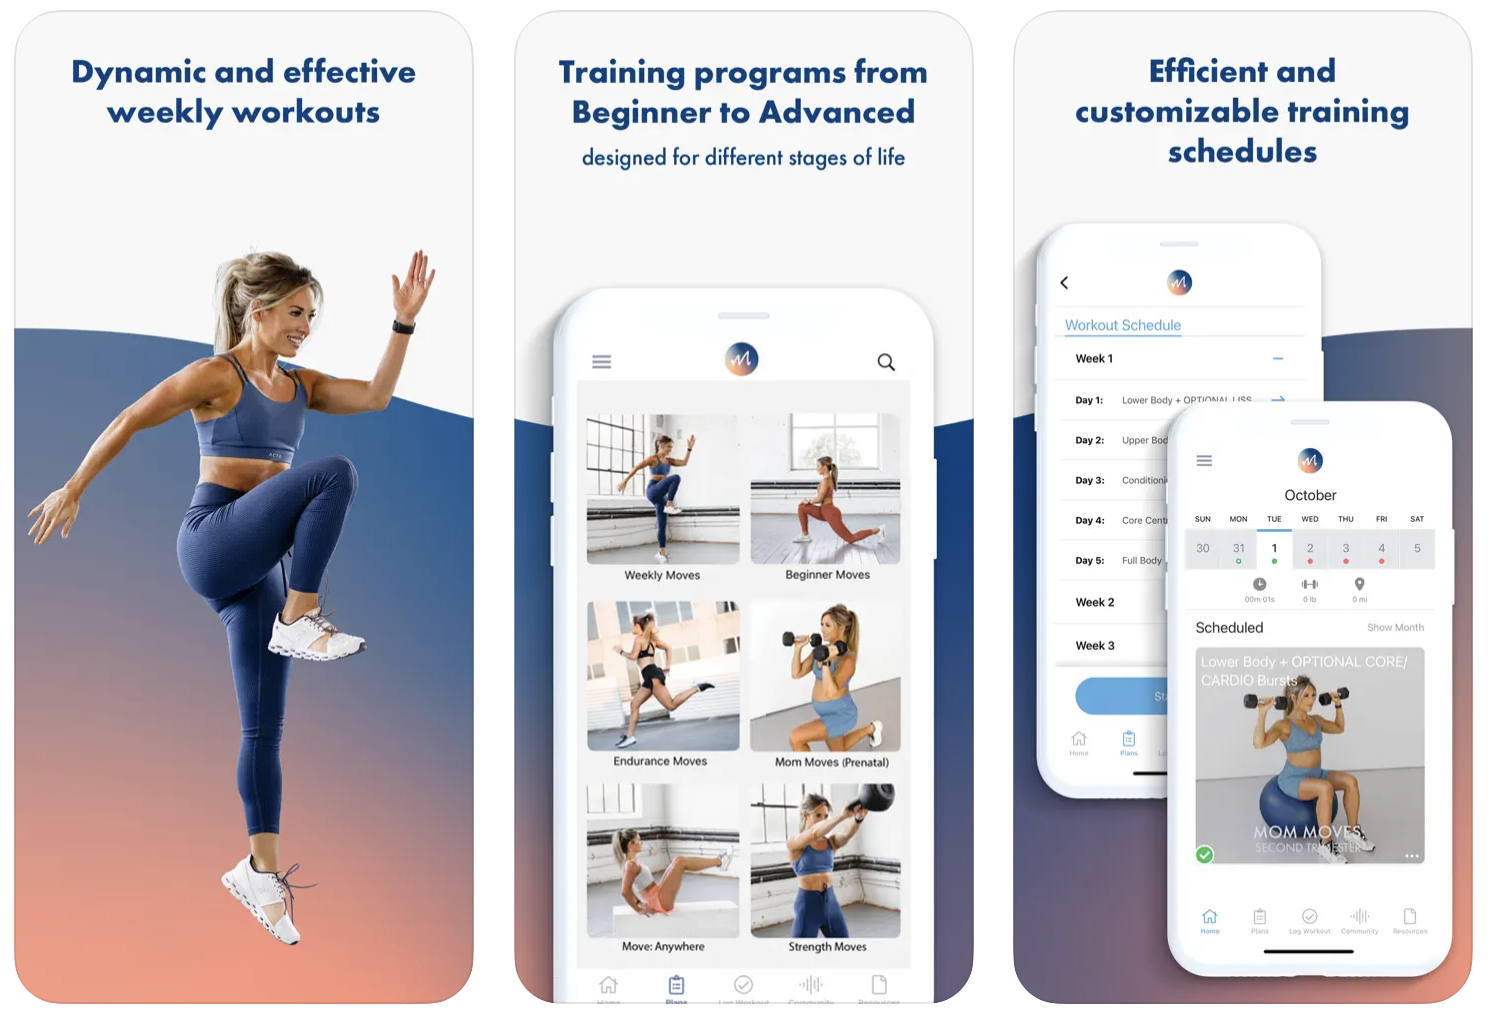 Dynamic and effective
weekly workouts
ACTA
Training programs from
Beginner to Advanced
designed for different stages of life
M
Weekly Moves
Beginner Moves
Endurance Moves
Mom Moves (Prenatal)
Move: Anywhere
Strength Moves
Home
Plans
Log Workout
Community
Resources
Efficient and
customizable training
schedules
M
Workout Schedule
Week 1
Day 1: Lower Body + OPTIONAL LISS
Day 2: Upper Bod
Day 3: Condition
Day 4: Core Cent
Day 5: Full Body
Week 2
Week 3
Sta
Home
Plans
Lo
M
October
SUN MON TUE WED THU FRI SAT
30 31 1 2 3 4 5
00m 01s 0 lb 0 mi
Scheduled Show Month
Lower Body + OPTIONAL CORE/
CARDIO Bursts
MOM MOVES:
SECOND TRIMESTER
Home
Plans
Log Workout
Community
Resources